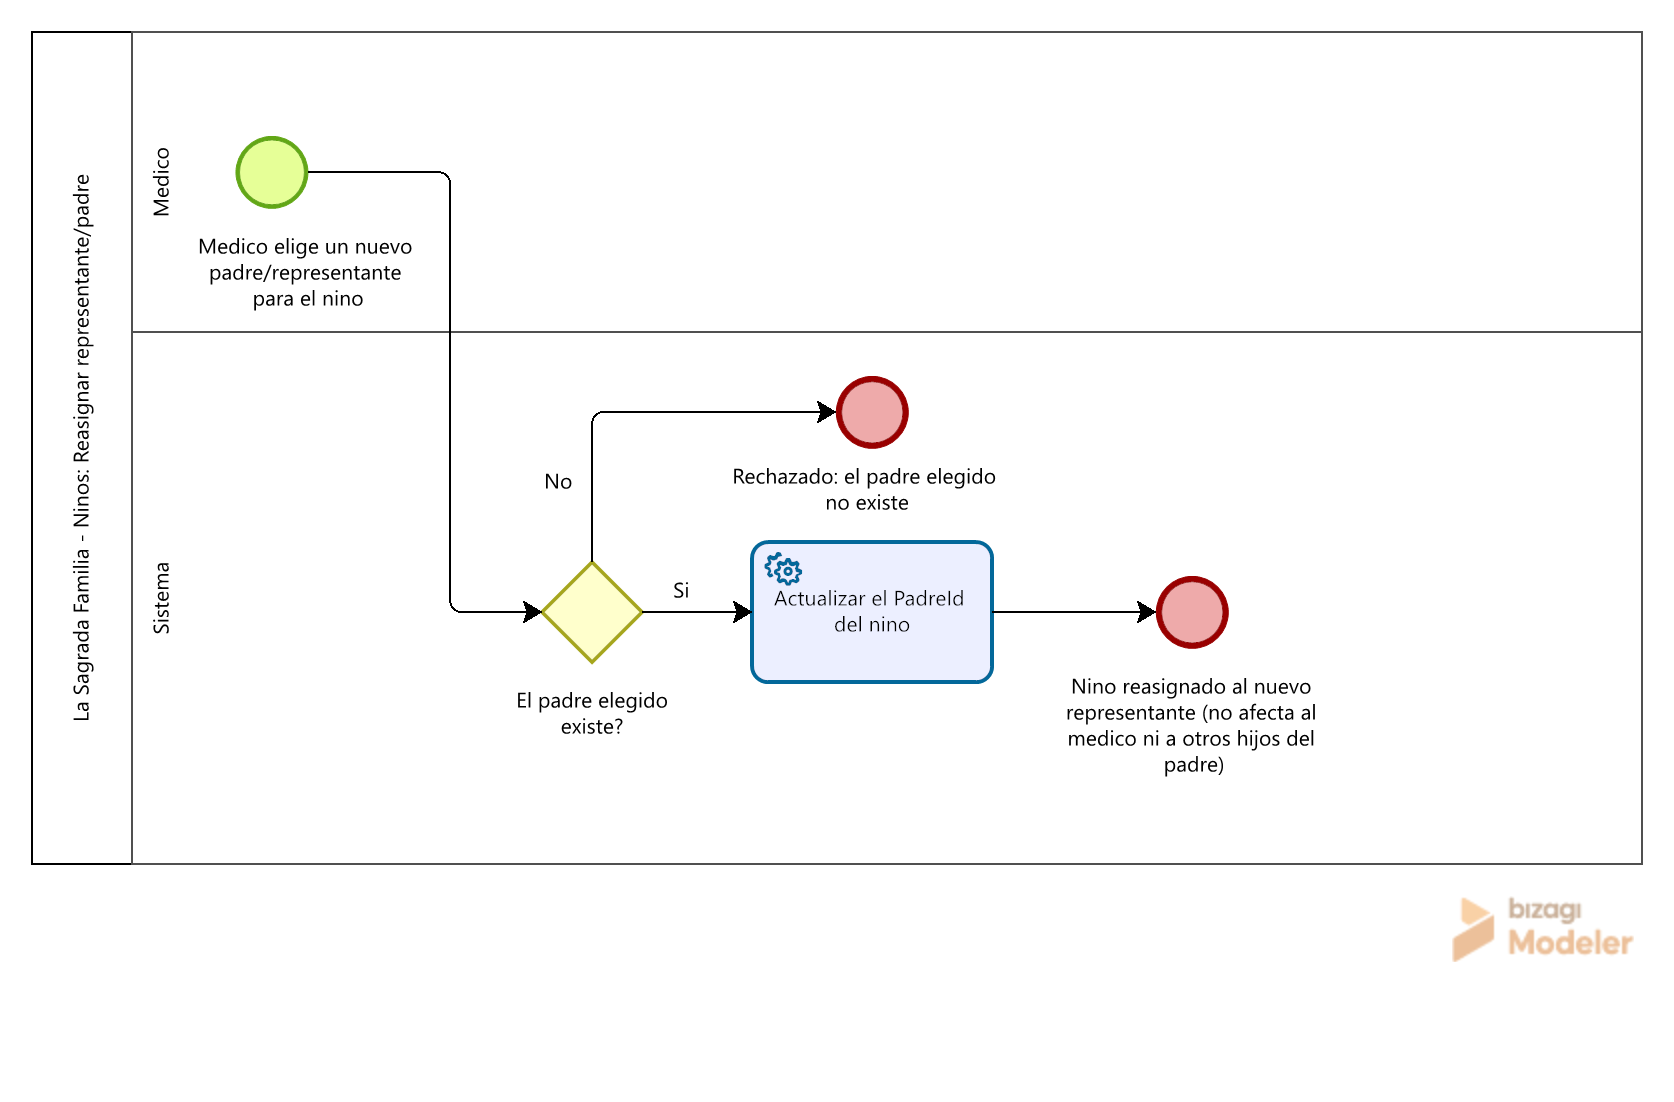 La Sagrada Familia - Ninos: Reasignar representante/padre
Medico
Medico elige un nuevo
padre/representante
para el nino
Sistema
No
Rechazado: el padre elegido
no existe
Si
El padre elegido
existe?
Actualizar el PadreId
del nino
Nino reasignado al nuevo
representante (no afecta al
medico ni a otros hijos del
padre)
bizagi
Modeler